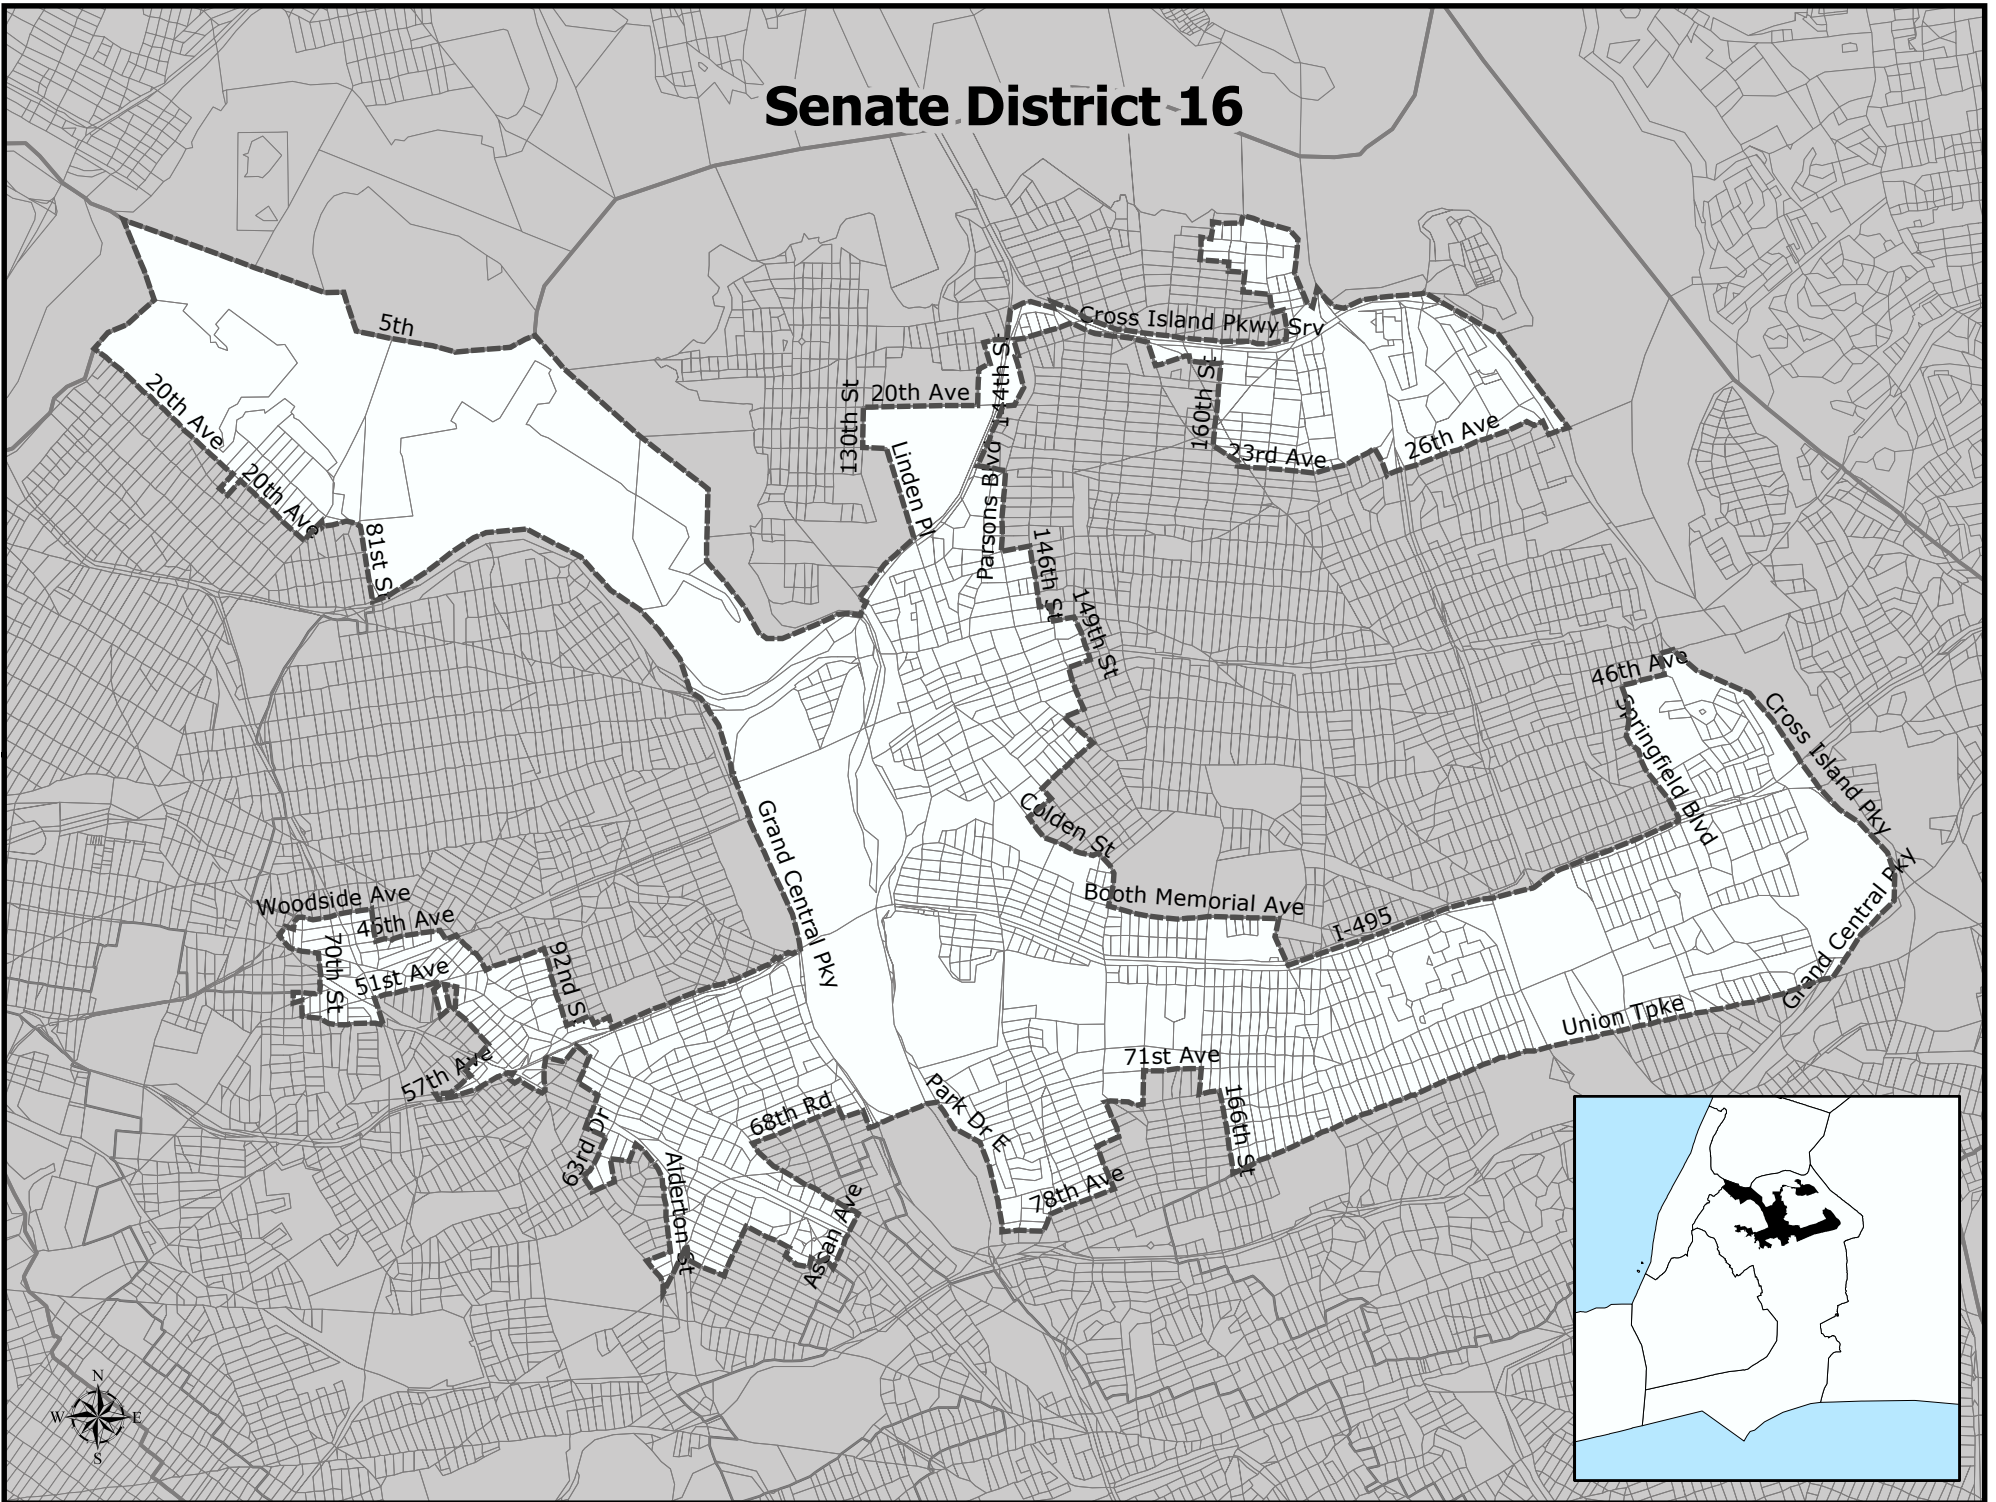 Senate District 16
5th
Cross Island Pkwy Srv
20th Ave
20th Ave
130th St
20th Ave
144th St
160th St
23rd Ave
26th Ave
Linden Pl
Parsons Blvd
20th Ave
81st St
146th St
149th St
46th Ave
Springfield Blvd
Cross Island Pky
Grand Central Pky
Colden St
Booth Memorial Ave
I-495
Grand Central Pky
Woodside Ave
45th Ave
70th St
51st Ave
92nd St
57th Ave
Union Tpke
71st Ave
166th St
Park Dr E
68th Rd
63rd Dr
Alderton St
78th Ave
Assan Ave
N
W E
S